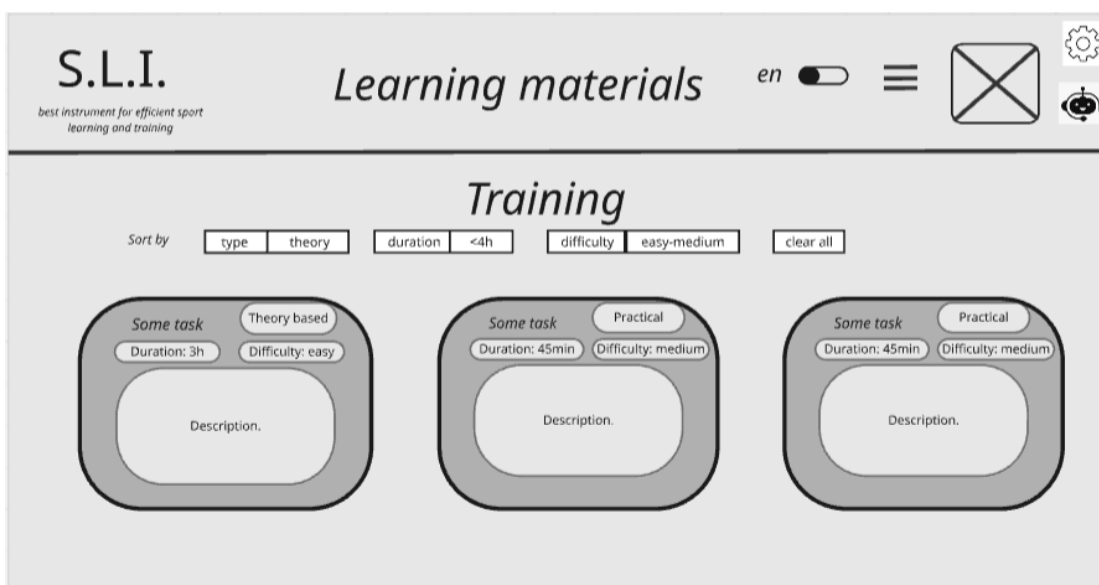 S.L.I.
best instrument for efficient sport
learning and training
Learning materials
en
Training
Sort by
type theory
duration <4h
difficulty easy-medium
clear all
Some task
Theory based
Duration: 3h
Difficulty: easy
Description.
Some task
Practical
Duration: 45min
Difficulty: medium
Description.
Some task
Practical
Duration: 45min
Difficulty: medium
Description.